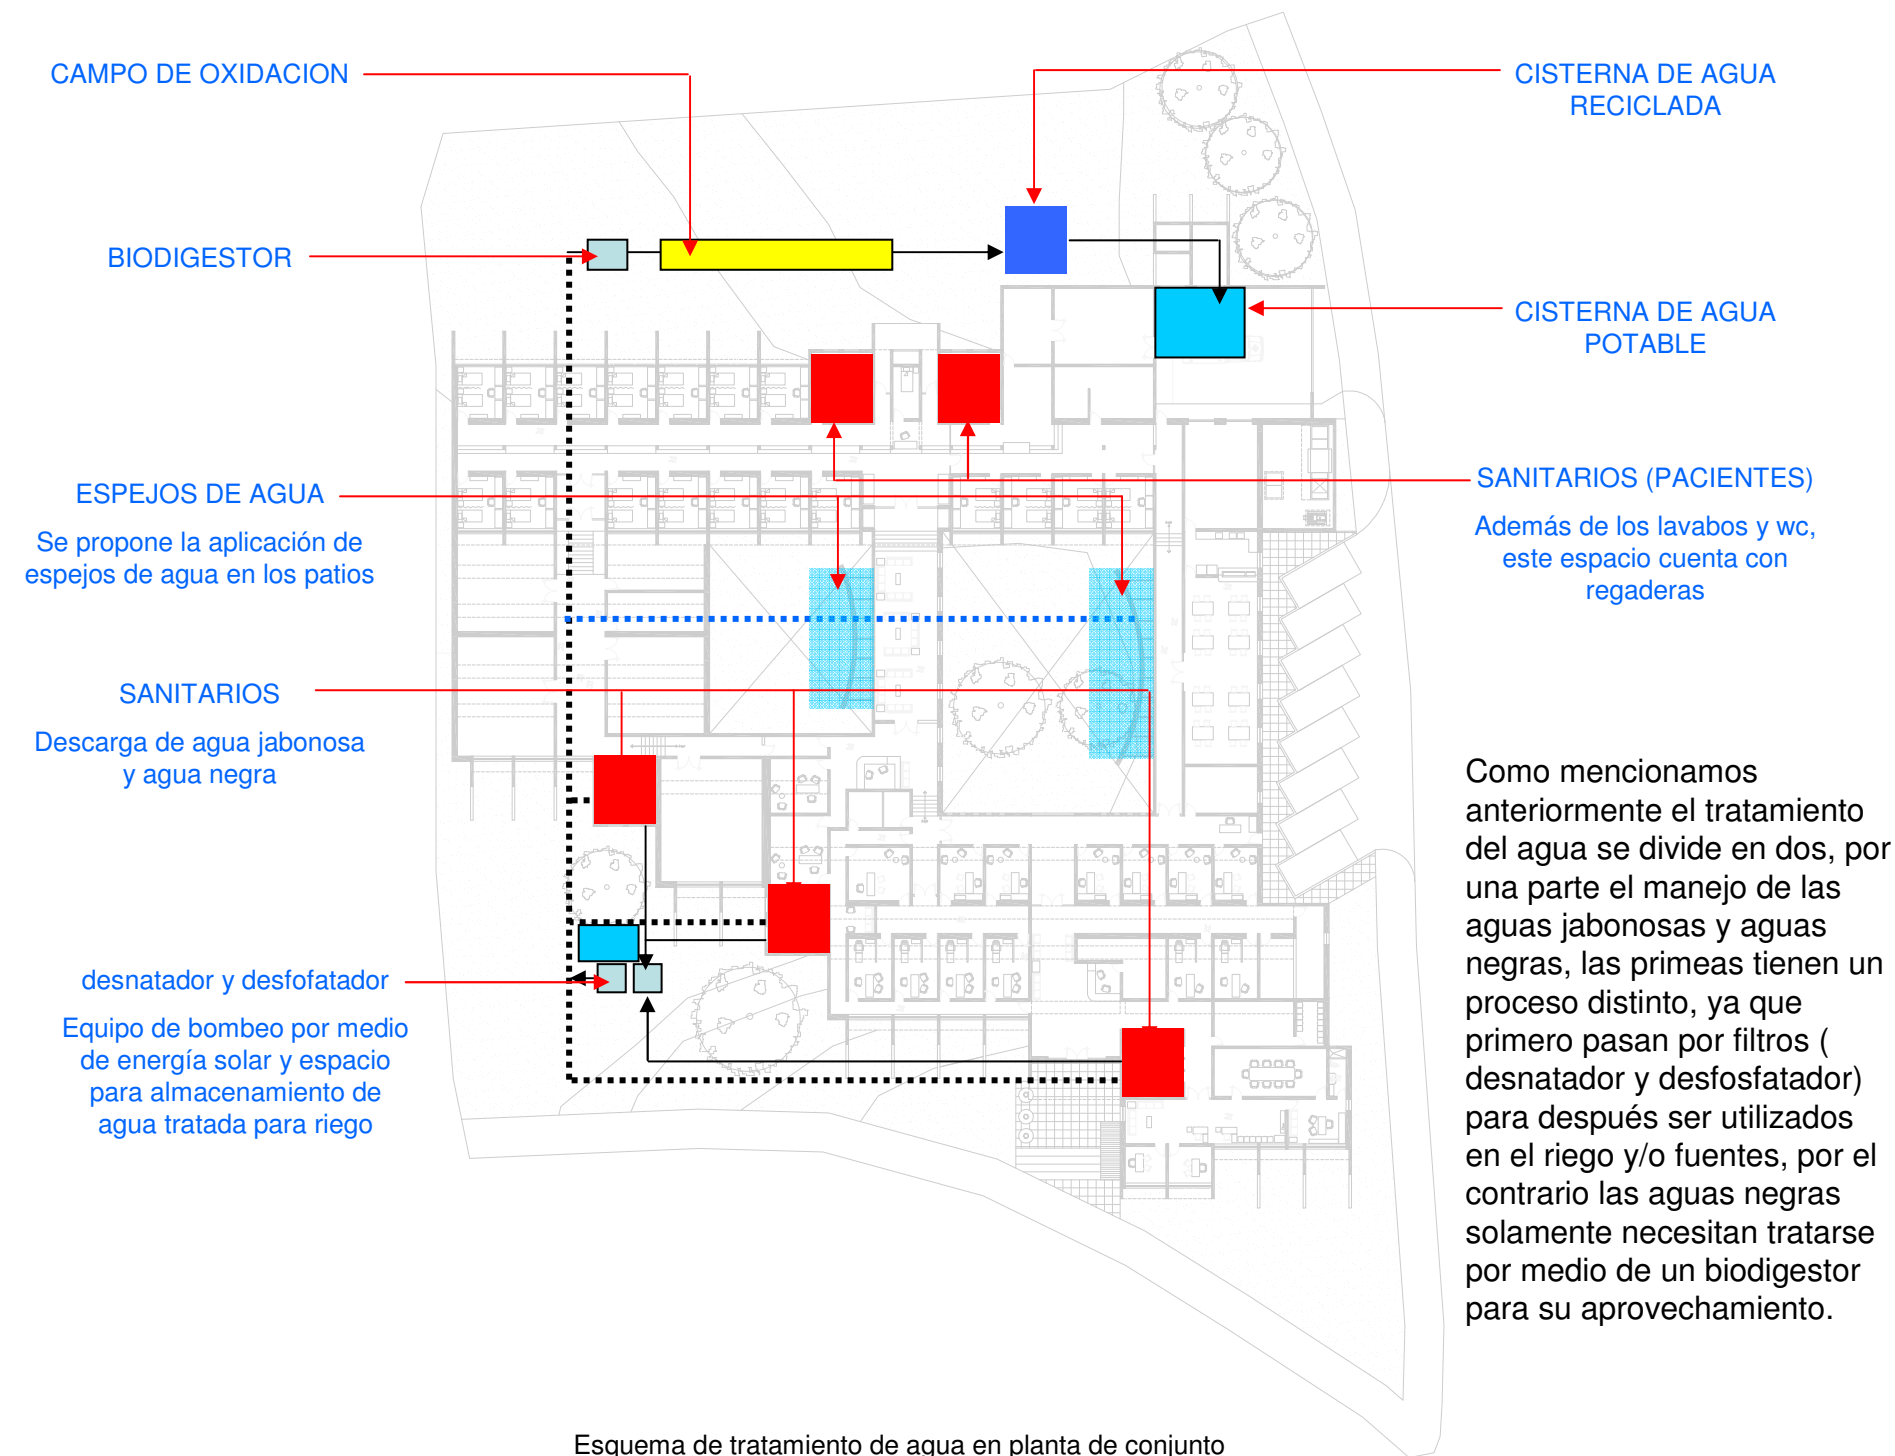 CAMPO DE OXIDACION
CISTERNA DE AGUA
RECICLADA
BIODIGESTOR
CISTERNA DE AGUA
POTABLE
ESPEJOS DE AGUA
Se propone la aplicación de
espejos de agua en los patios
SANITARIOS (PACIENTES)
Además de los lavabos y wc,
este espacio cuenta con
regaderas
SANITARIOS
Descarga de agua jabonosa
y agua negra
desnatador y desfofatador
Equipo de bombeo por medio
de energía solar y espacio
para almacenamiento de
agua tratada para riego
Como mencionamos
anteriormente el tratamiento
del agua se divide en dos, por
una parte el manejo de las
aguas jabonosas y aguas
negras, las primeas tienen un
proceso distinto, ya que
primero pasan por filtros (
desnatador y desfosfatador)
para después ser utilizados
en el riego y/o fuentes, por el
contrario las aguas negras
solamente necesitan tratarse
por medio de un biodigestor
para su aprovechamiento.
Esquema de tratamiento de agua en planta de conjunto